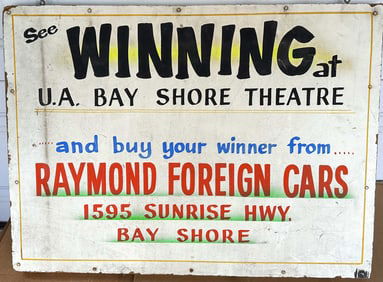 See WINNING at
U.A. BAY SHORE THEATRE
.....and buy your winner from.....
RAYMOND FOREIGN CARS
1595 SUNRISE HWY.
BAY SHORE